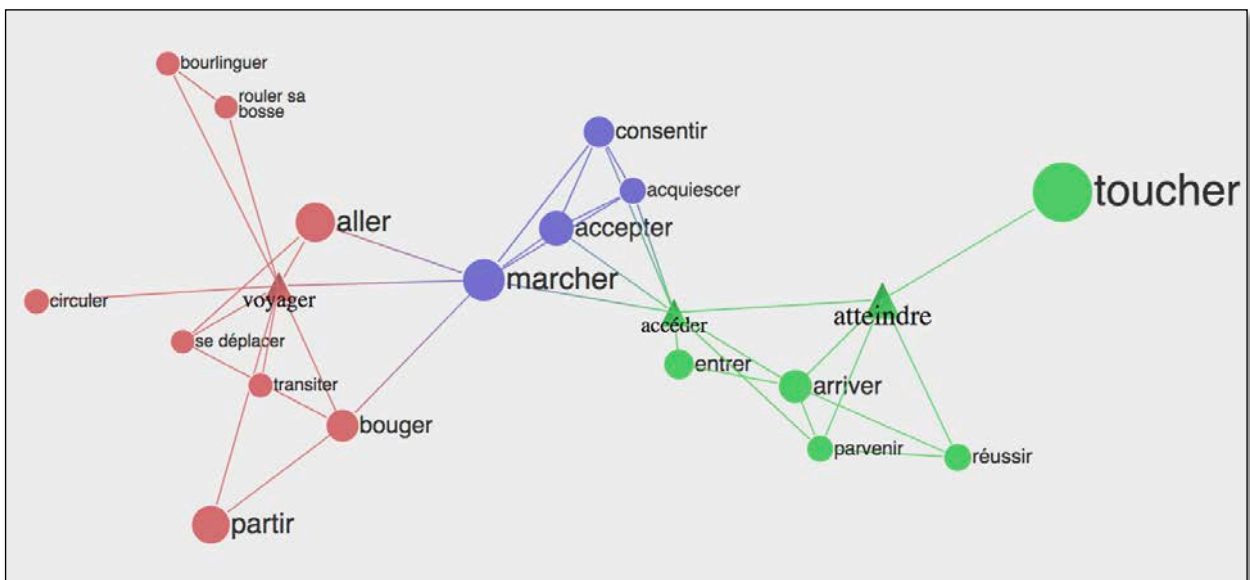 bourlinguer
rouler sa
bosse
consentir
acquiescer
toucher
aller
accepter
marcher
circuler
voyager
accéder
atteindre
se déplacer
entrer
transiter
arriver
bouger
parvenir
réussir
partir